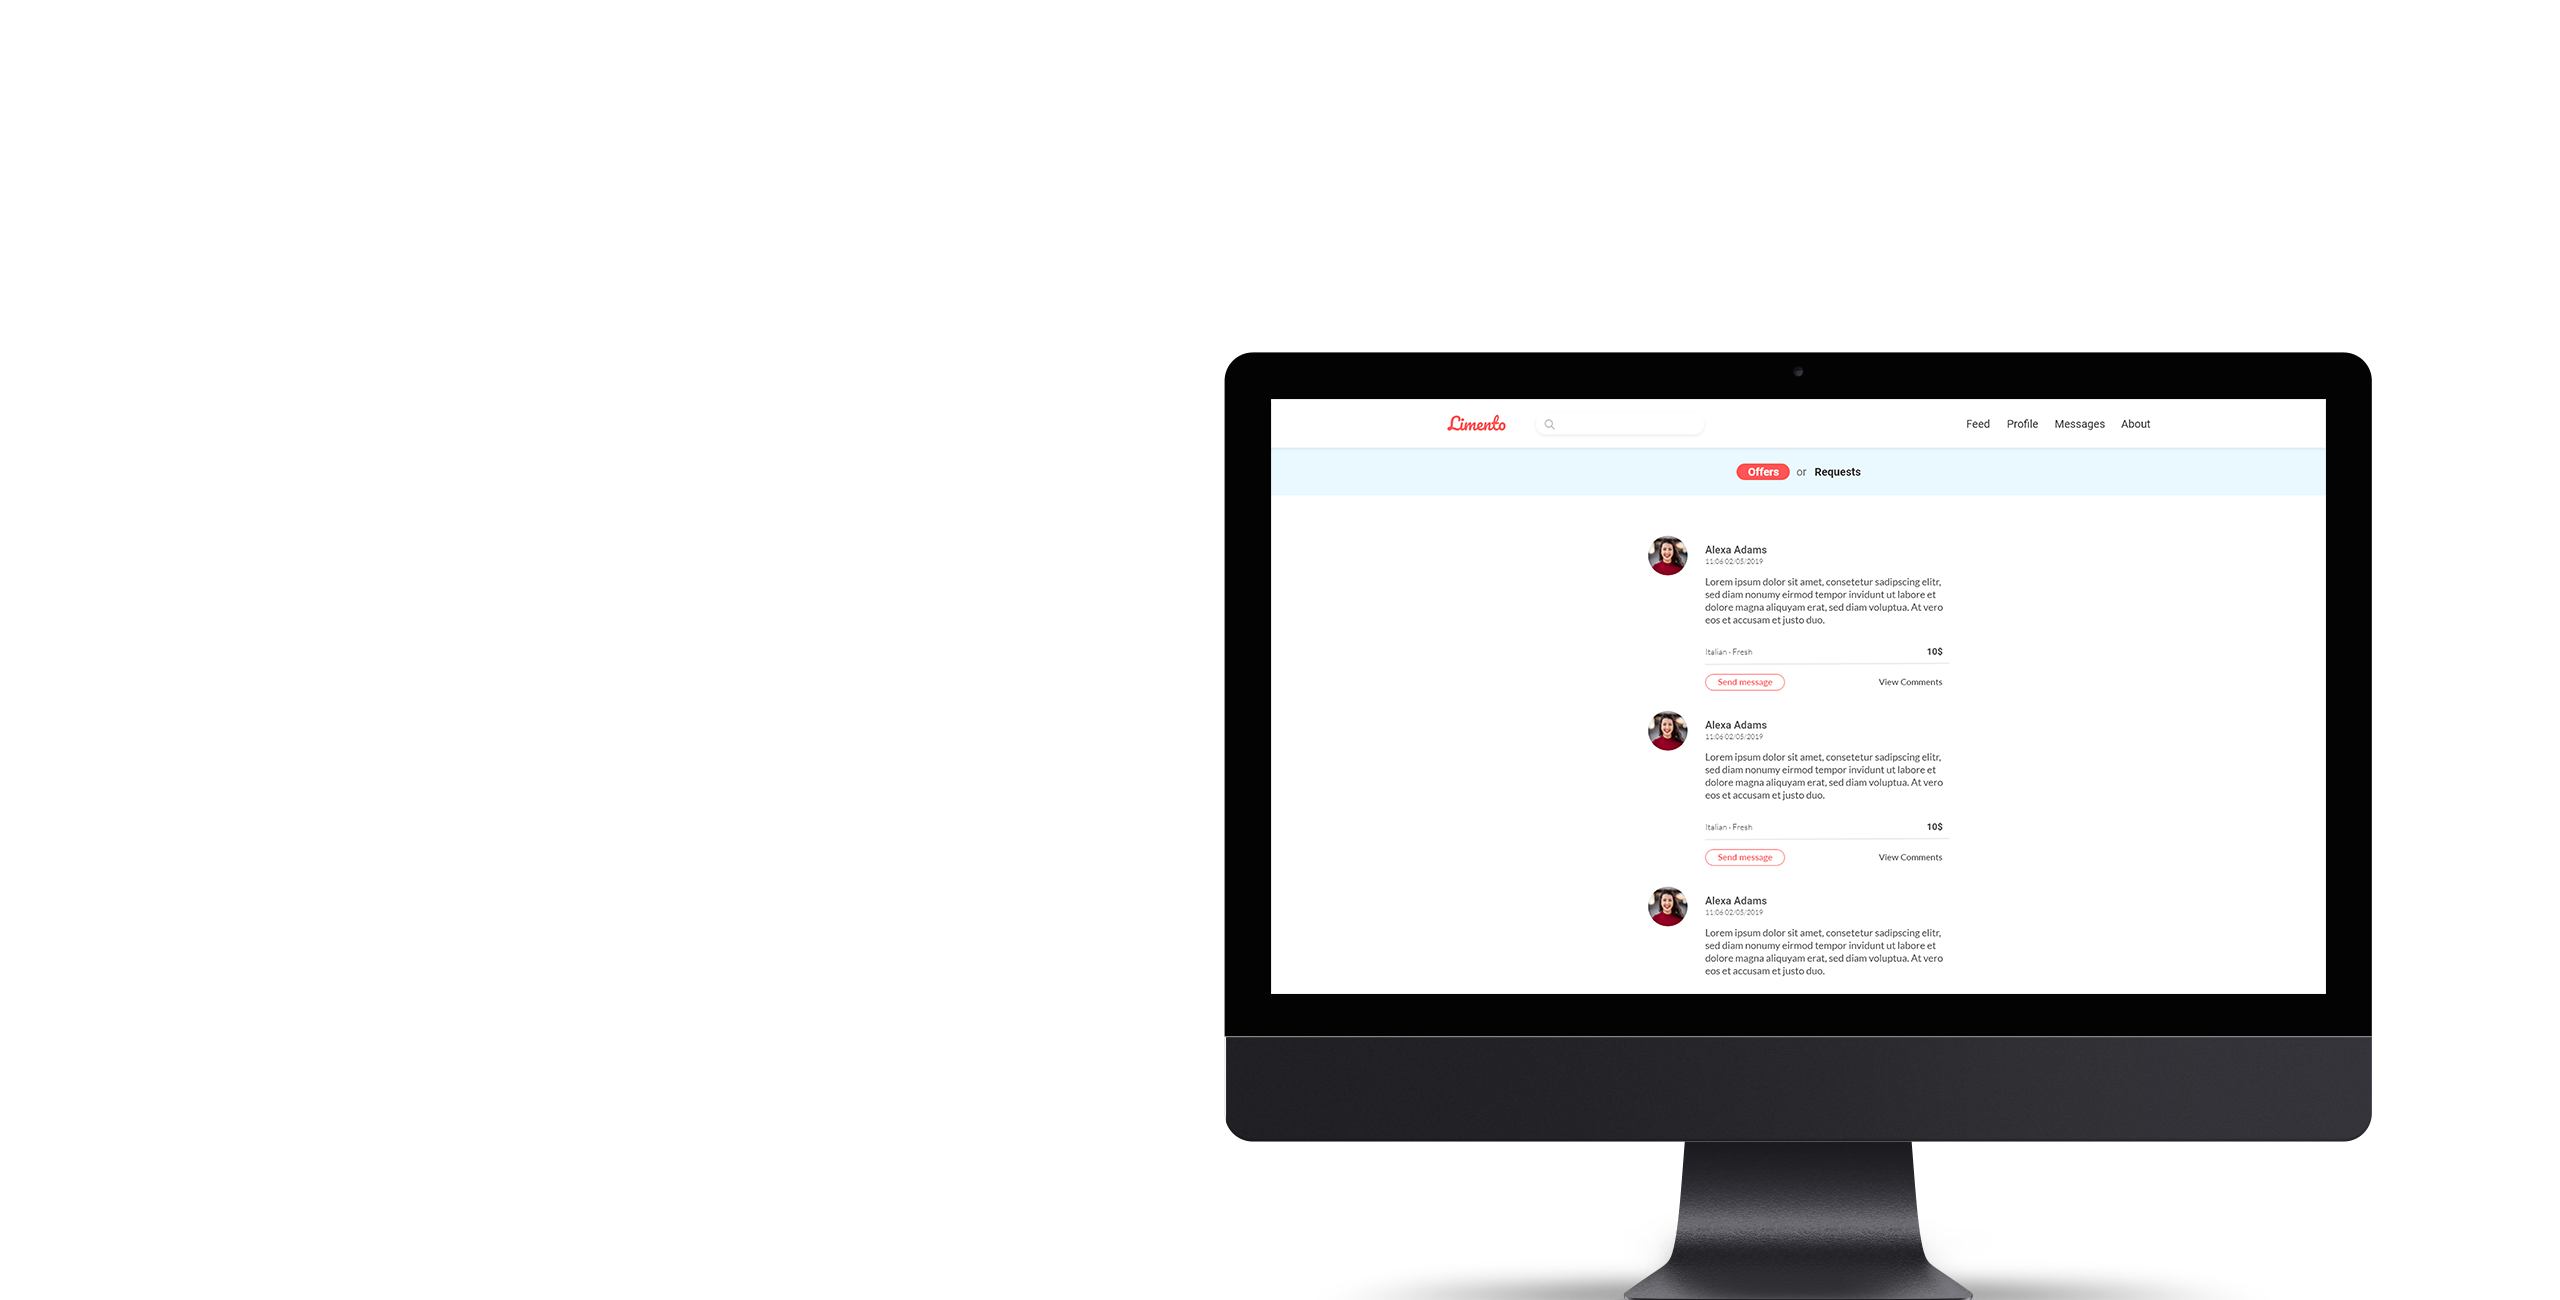 Limento
Feed Profile Messages About
Offers or Requests
Alexa Adams
11:06 02/05/2019
Lorem ipsum dolor sit amet, consetetur sadipscing elitr,
sed diam nonumy eirmod tempor invidunt ut labore et
dolore magna aliquyam erat, sed diam voluptua. At vero
eos et accusam et justo duo.
Italian - Fresh 10$
Send message View Comments
Alexa Adams
11:06 02/05/2019
Lorem ipsum dolor sit amet, consetetur sadipscing elitr,
sed diam nonumy eirmod tempor invidunt ut labore et
dolore magna aliquyam erat, sed diam voluptua. At vero
eos et accusam et justo duo.
Italian - Fresh 10$
Send message View Comments
Alexa Adams
11:06 02/05/2019
Lorem ipsum dolor sit amet, consetetur sadipscing elitr,
sed diam nonumy eirmod tempor invidunt ut labore et
dolore magna aliquyam erat, sed diam voluptua. At vero
eos et accusam et justo duo.